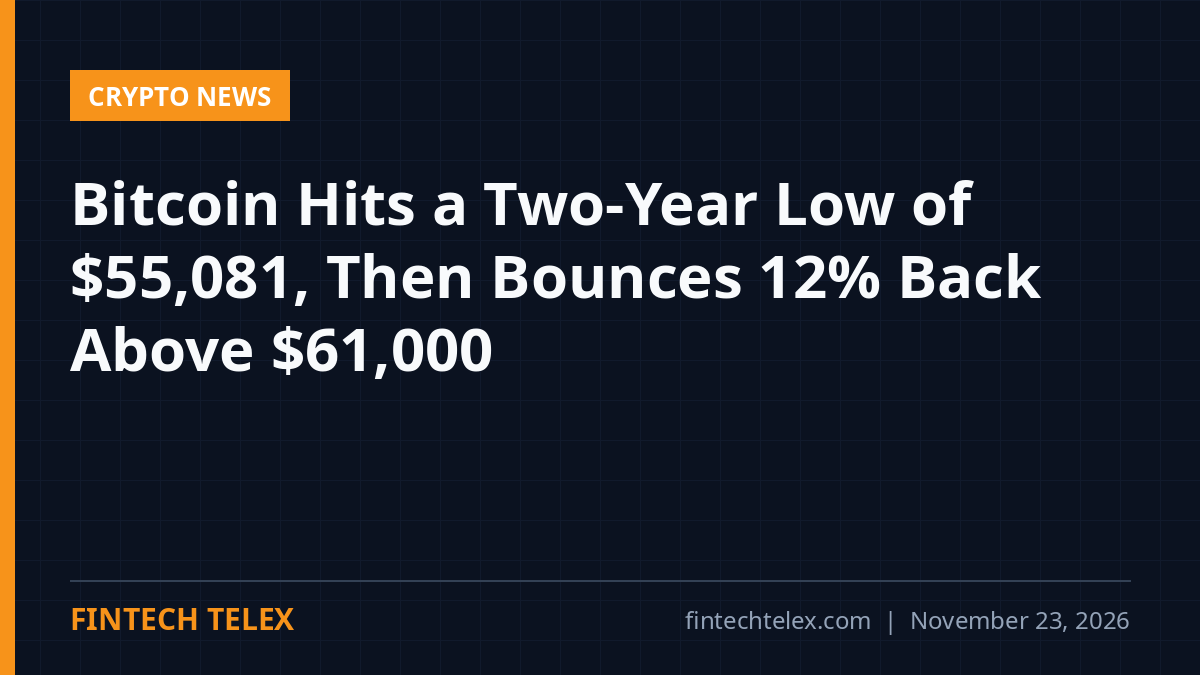 CRYPTO NEWS
Bitcoin Hits a Two-Year Low of
$55,081, Then Bounces 12% Back
Above $61,000
FINTECH TELEX
fintechtelex.com | November 23, 2026